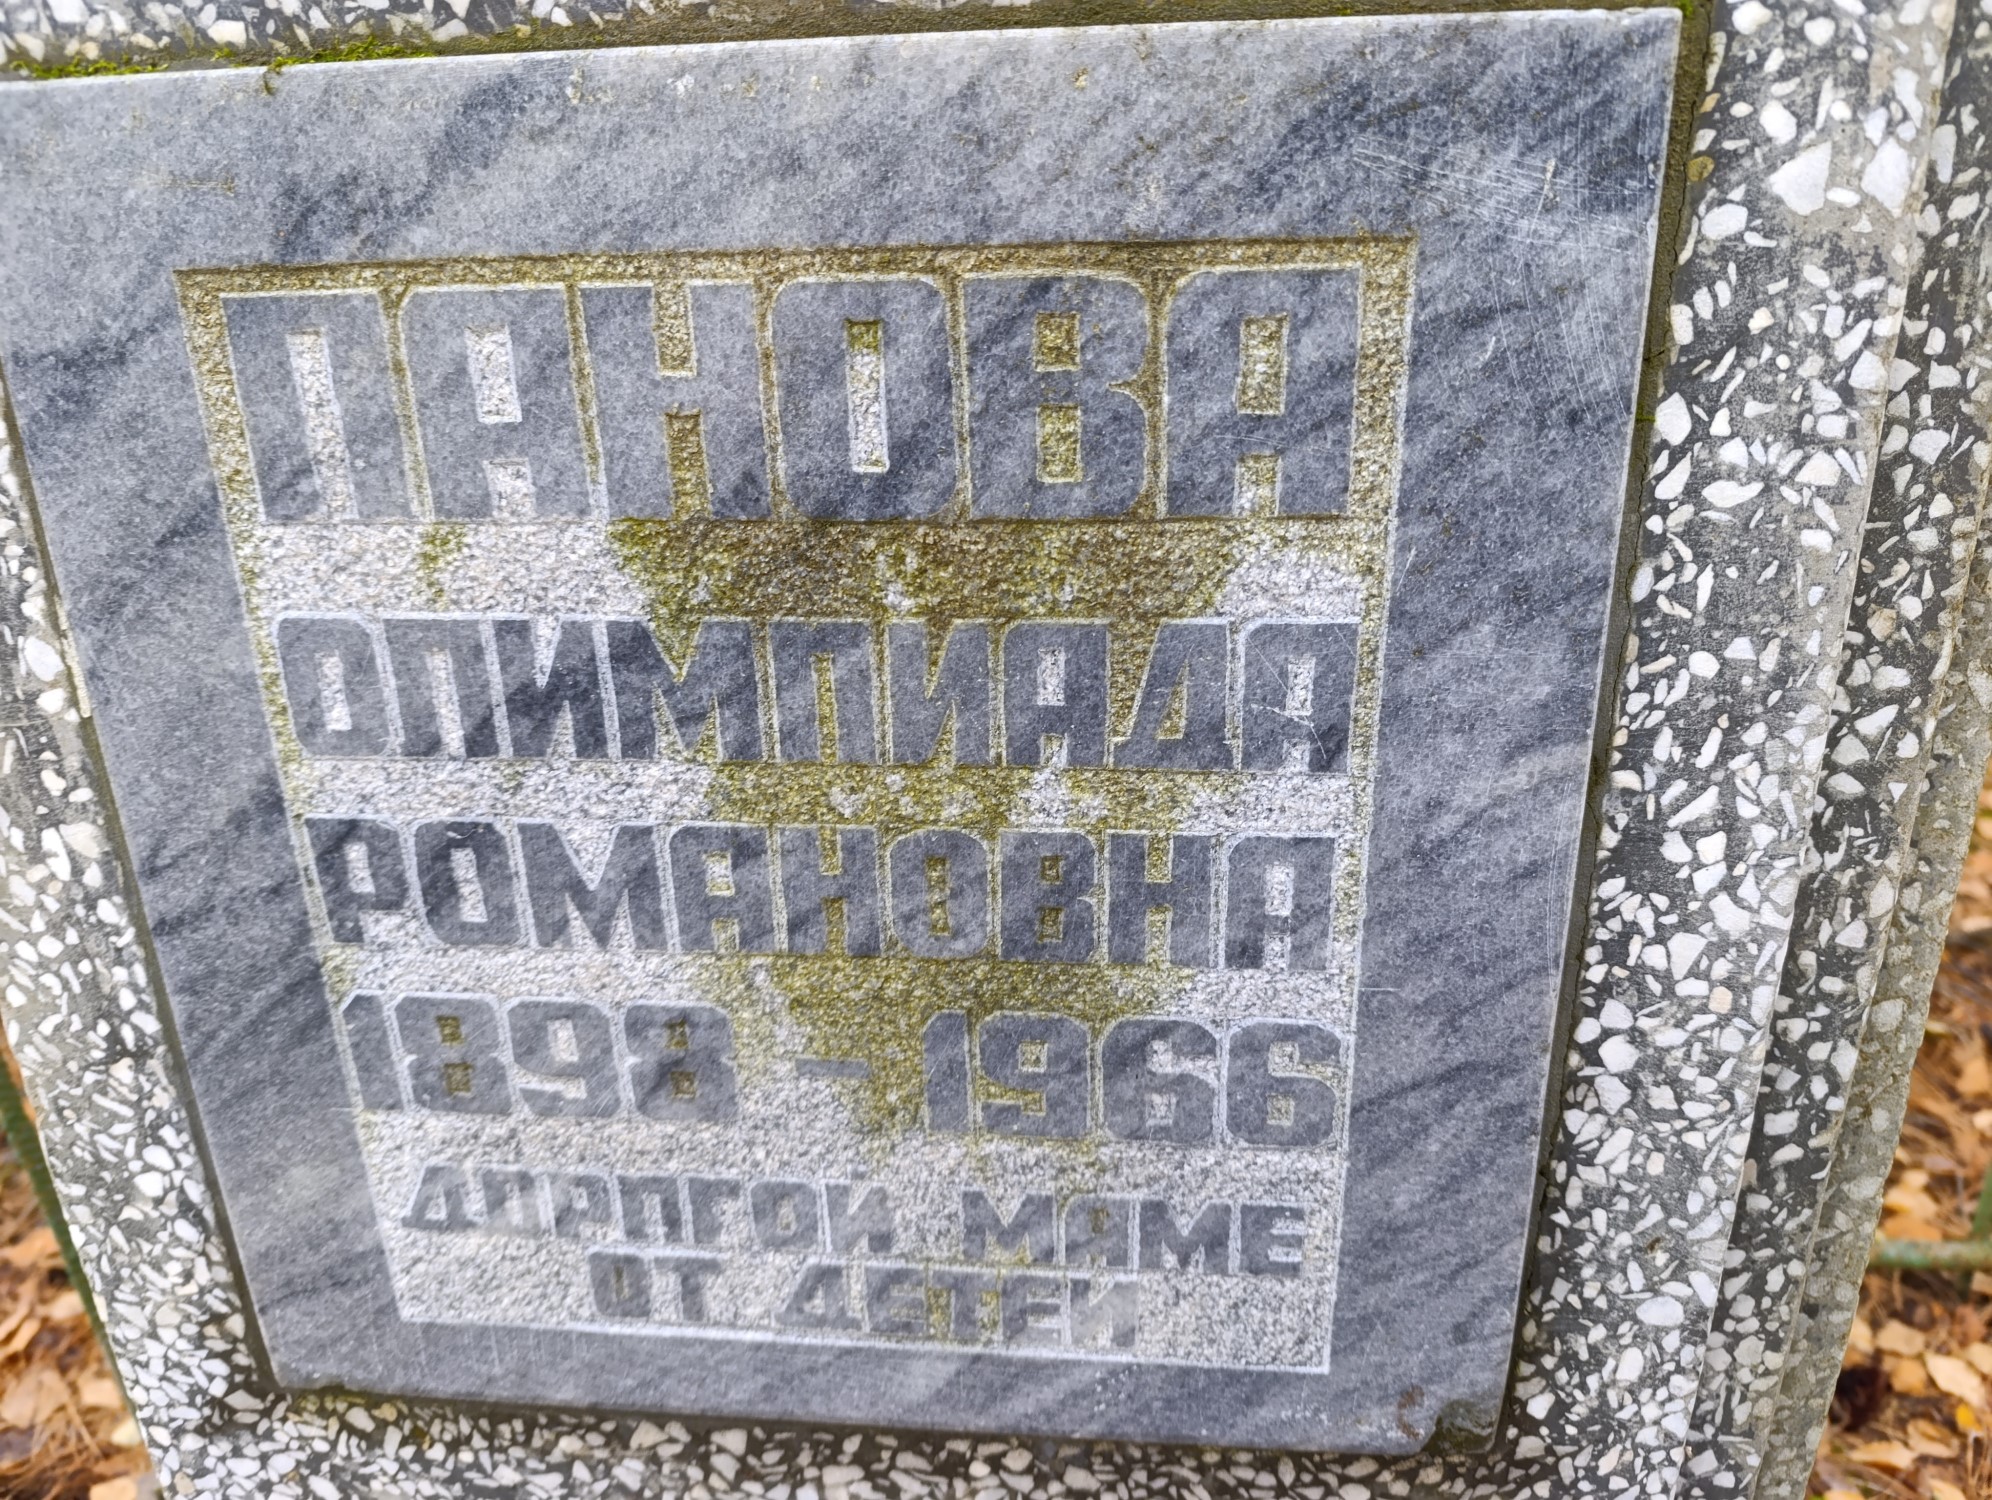 ПАНОВА
ОЛИМПИАДА
РОМАНОВНА
1898 - 1966
ДОРОГОЙ МАМЕ
ОТ ДЕТЕЙ